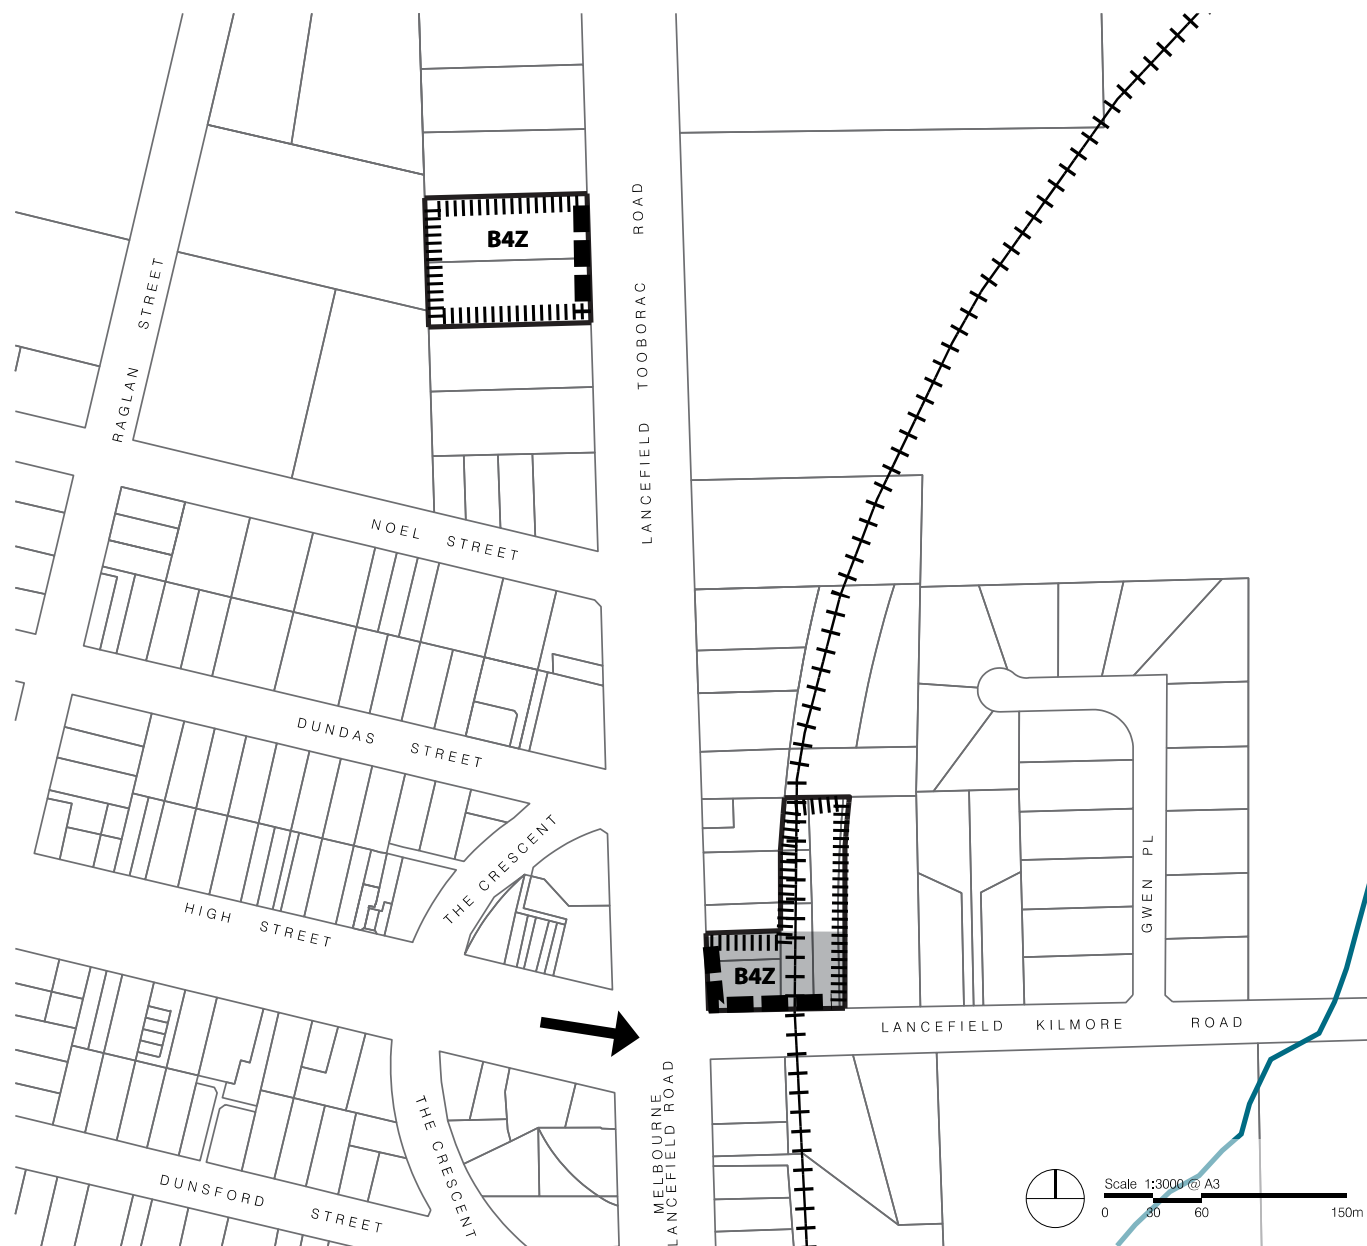 B4Z
LANCEFIELD TOOBORAC ROAD
RAGLAN STREET
NOEL STREET
DUNDAS STREET
THE CRESCENT
HIGH STREET
GWEN PL
B4Z
LANCEFIELD KILMORE ROAD
MELBOURNE
LANCEFIELD ROAD
THE CRESCENT
DUNSFORD STREET
Scale 1:3000 @ A3
0 30 60 150m